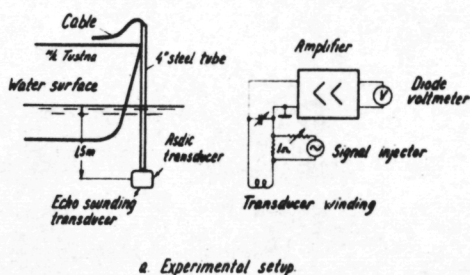 Cable
M/k Tustna
4" steel tube
Water surface
1,5m
Asdic
transducer
Echo sounding
transducer
Amplifier
V
Diode
voltmeter
1Ω
Signal injector
Transducer winding
a. Experimental setup.